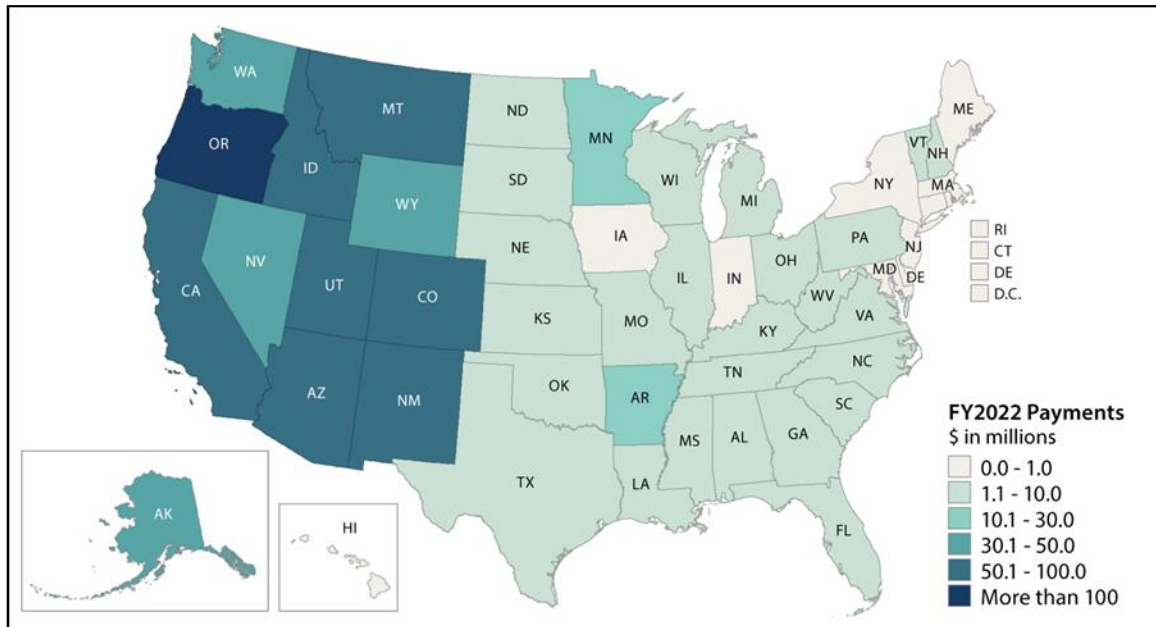 WA
MT
ND
MN
ME
OR
ID
SD
WI
VT
NH
WY
MI
NY
MA
NV
NE
IA
PA
RI
CT
DE
D.C.
CA
UT
CO
IL
IN
OH
NJ
MD
DE
KS
MO
WV
VA
KY
AZ
NM
OK
AR
TN
NC
SC
TX
LA
MS
AL
GA
FL
AK
HI
FY2022 Payments
$ in millions
0.0 - 1.0
1.1 - 10.0
10.1 - 30.0
30.1 - 50.0
50.1 - 100.0
More than 100